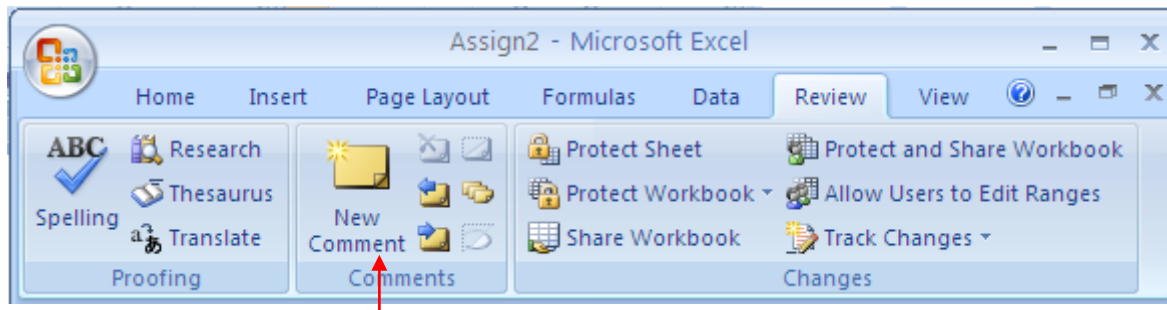 Assign2 - Microsoft Excel
Home Insert Page Layout Formulas Data Review View
ABC
Spelling
Research
Thesaurus
Translate
Proofing
New
Comment
Comments
Protect Sheet
Protect Workbook
Share Workbook
Protect and Share Workbook
Allow Users to Edit Ranges
Track Changes
Changes